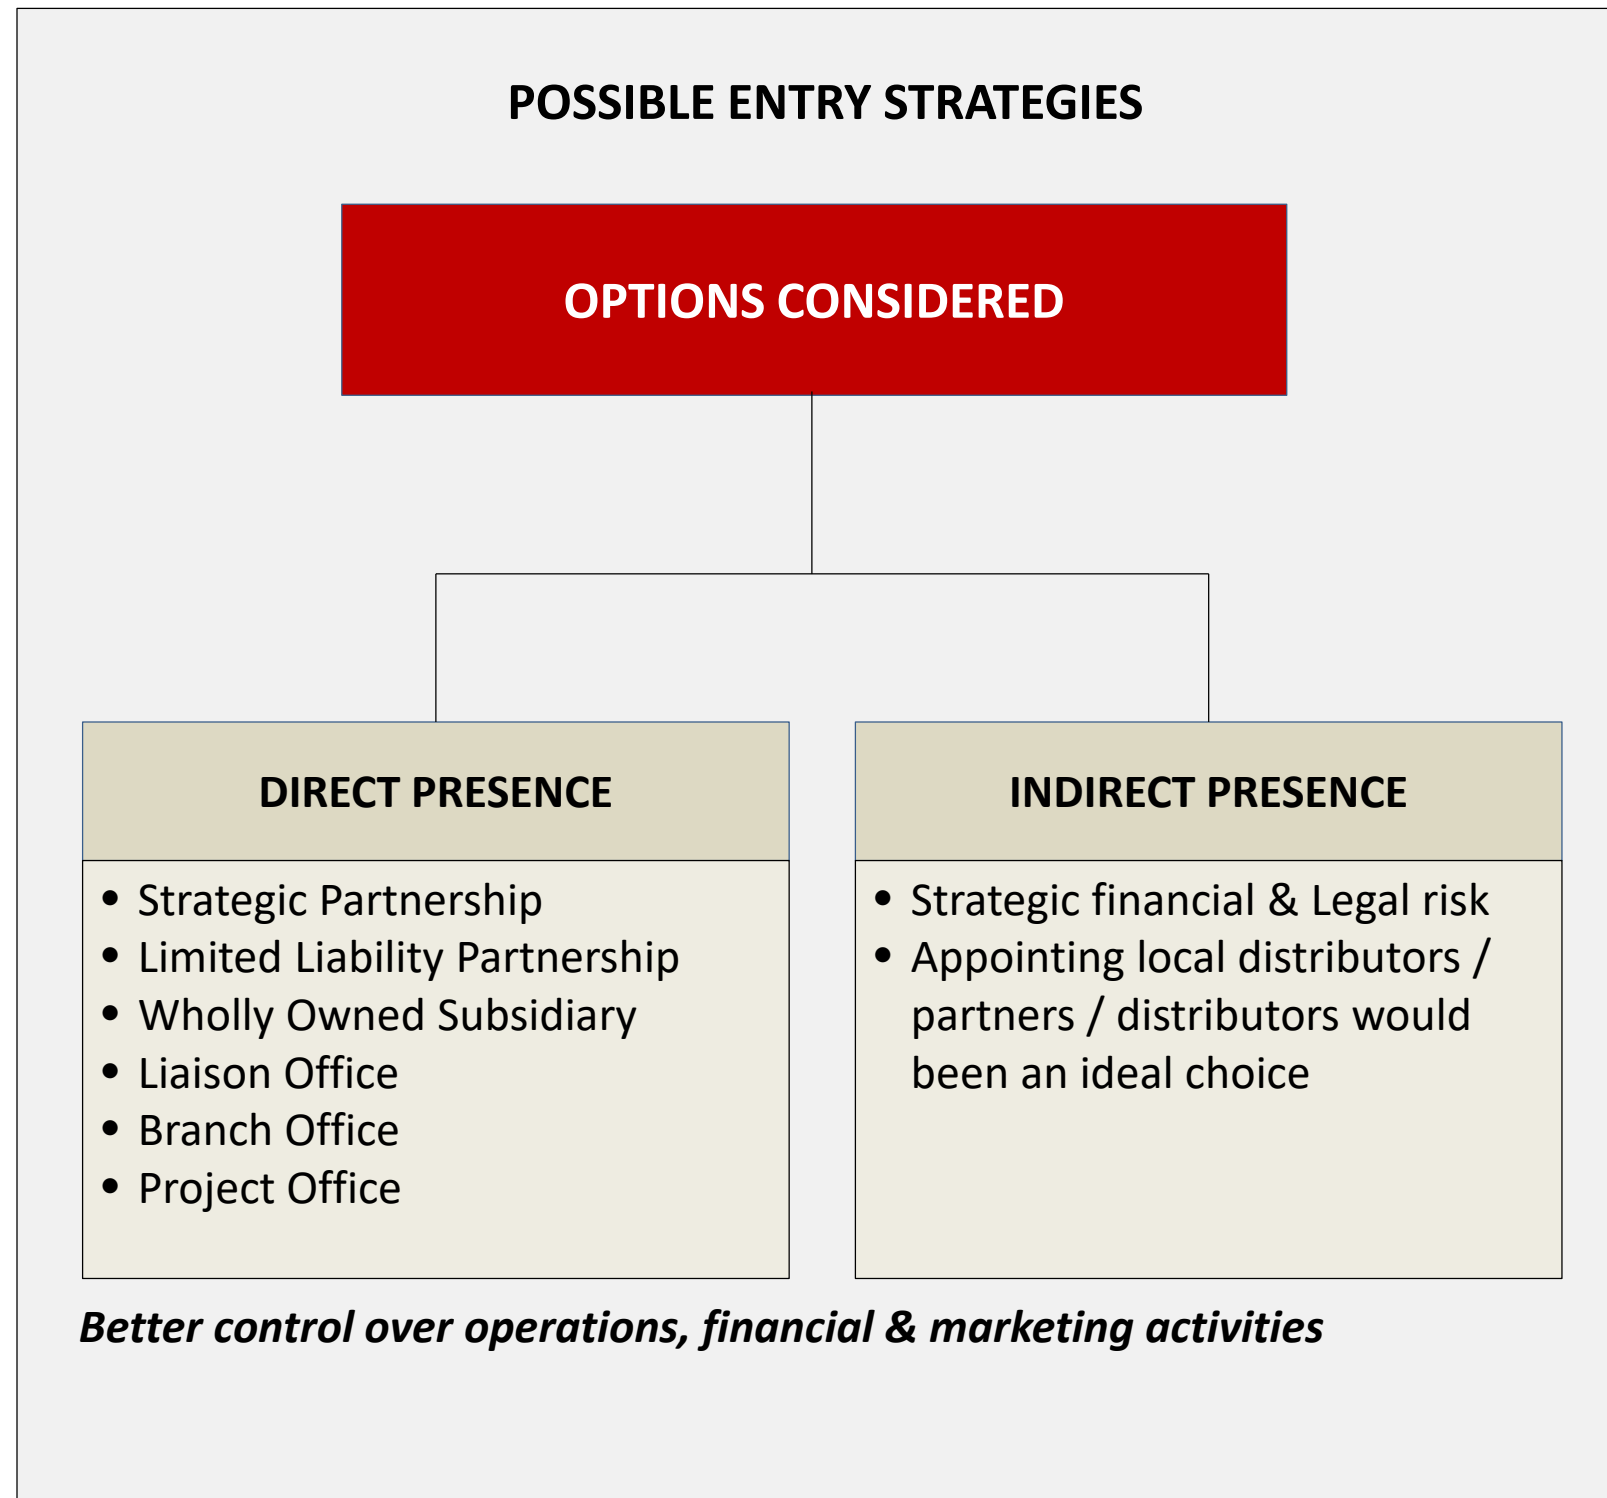 POSSIBLE ENTRY STRATEGIES
OPTIONS CONSIDERED
DIRECT PRESENCE
• Strategic Partnership
• Limited Liability Partnership
• Wholly Owned Subsidiary
• Liaison Office
• Branch Office
• Project Office
INDIRECT PRESENCE
• Strategic financial & Legal risk
• Appointing local distributors /
partners / distributors would
been an ideal choice
Better control over operations, financial & marketing activities